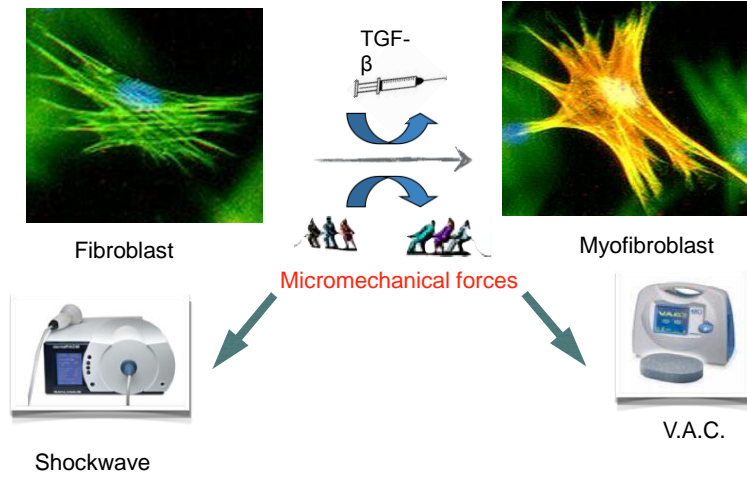 TGF-
β
Fibroblast
Myofibroblast
Micromechanical forces
V.A.C.
Shockwave